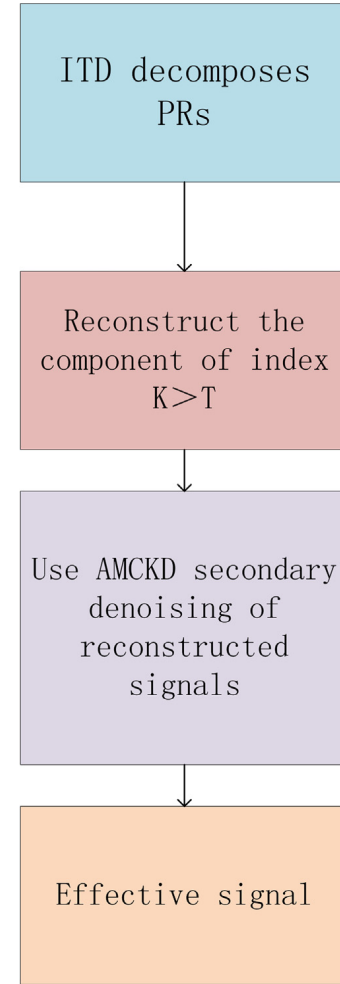 ITD decomposes
PRs
Reconstruct the
component of index
K>T
Use AMCKD secondary
denoising of
reconstructed
signals
Effective signal